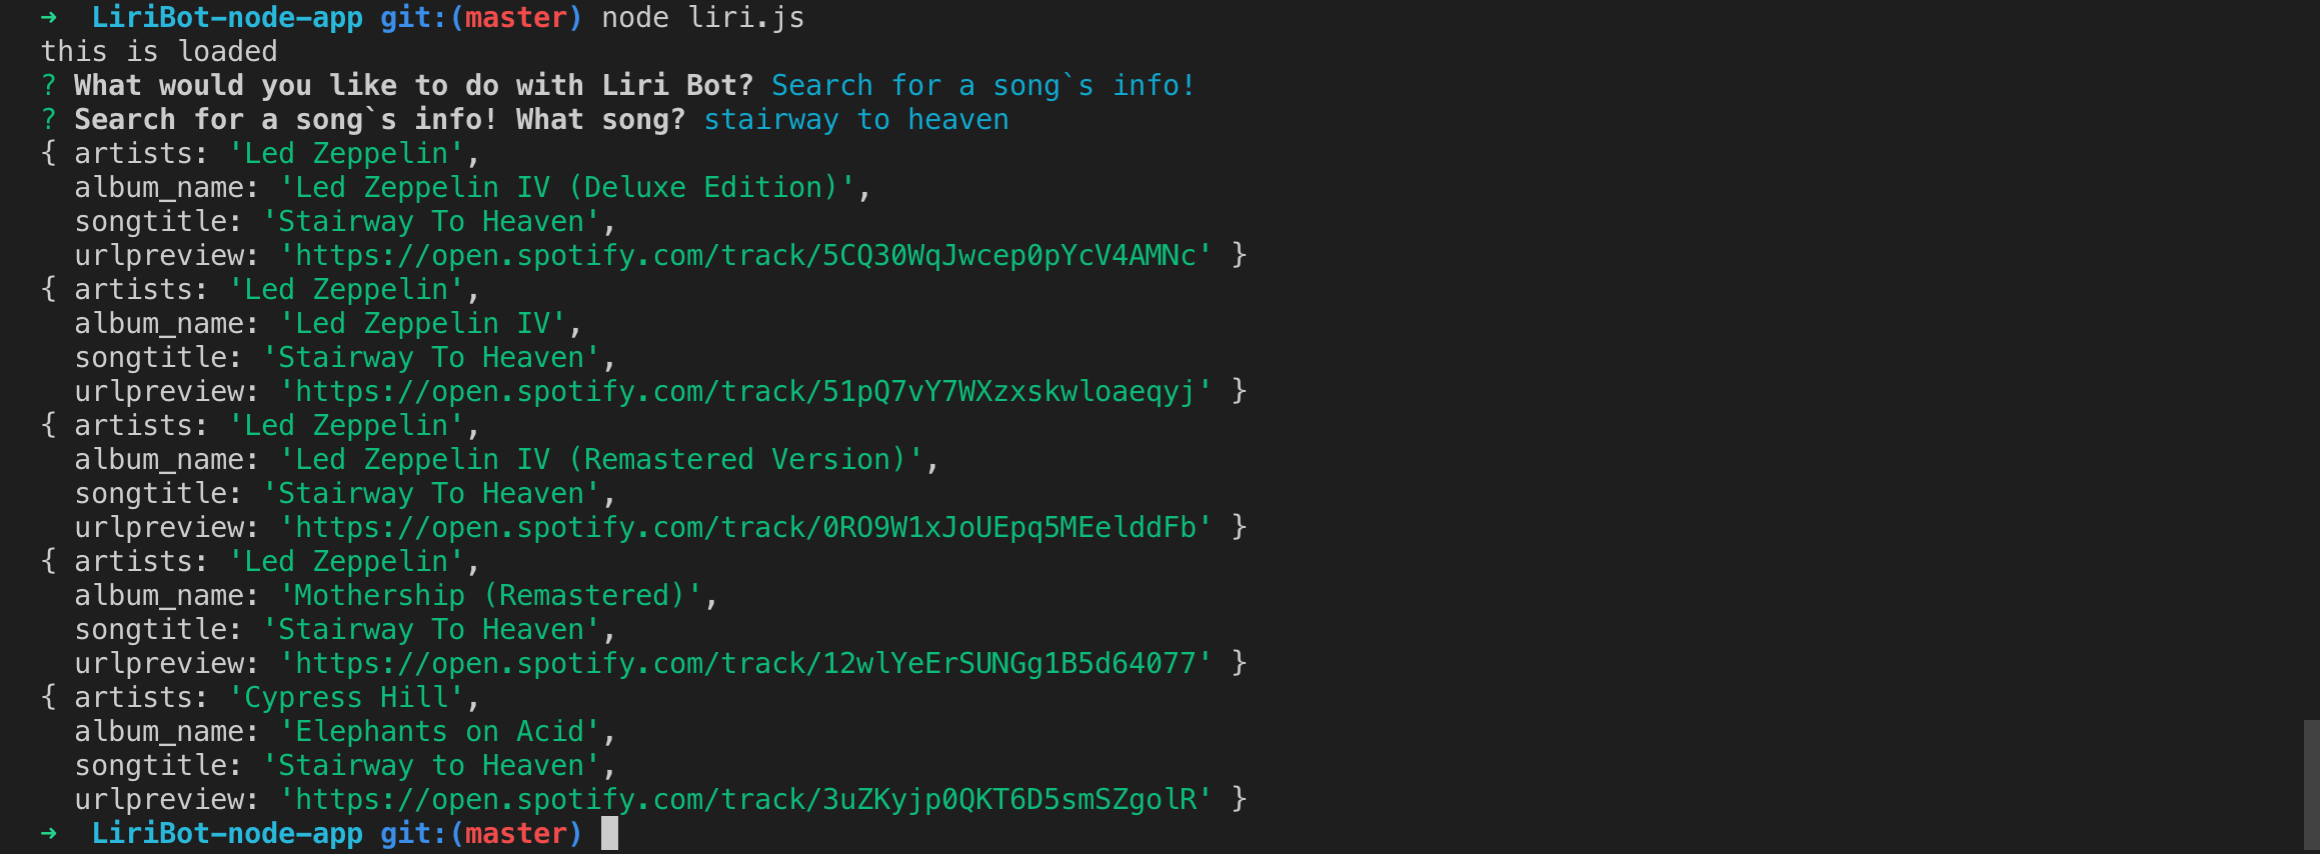 ➜  LiriBot-node-app git:(master) node liri.js
this is loaded
? What would you like to do with Liri Bot? Search for a song`s info!
? Search for a song`s info! What song? stairway to heaven
{ artists: 'Led Zeppelin',
  album_name: 'Led Zeppelin IV (Deluxe Edition)',
  songtitle: 'Stairway To Heaven',
  urlpreview: 'https://open.spotify.com/track/5CQ30WqJwcep0pYcV4AMNc' }
{ artists: 'Led Zeppelin',
  album_name: 'Led Zeppelin IV',
  songtitle: 'Stairway To Heaven',
  urlpreview: 'https://open.spotify.com/track/51pQ7vY7WXzxskwloaeqyj' }
{ artists: 'Led Zeppelin',
  album_name: 'Led Zeppelin IV (Remastered Version)',
  songtitle: 'Stairway To Heaven',
  urlpreview: 'https://open.spotify.com/track/0RO9W1xJoUEpq5MEelddFb' }
{ artists: 'Led Zeppelin',
  album_name: 'Mothership (Remastered)',
  songtitle: 'Stairway To Heaven',
  urlpreview: 'https://open.spotify.com/track/12wlYeErSUNGg1B5d64077' }
{ artists: 'Cypress Hill',
  album_name: 'Elephants on Acid',
  songtitle: 'Stairway to Heaven',
  urlpreview: 'https://open.spotify.com/track/3uZKyjp0QKT6D5smSZgolR' }
➜  LiriBot-node-app git:(master)